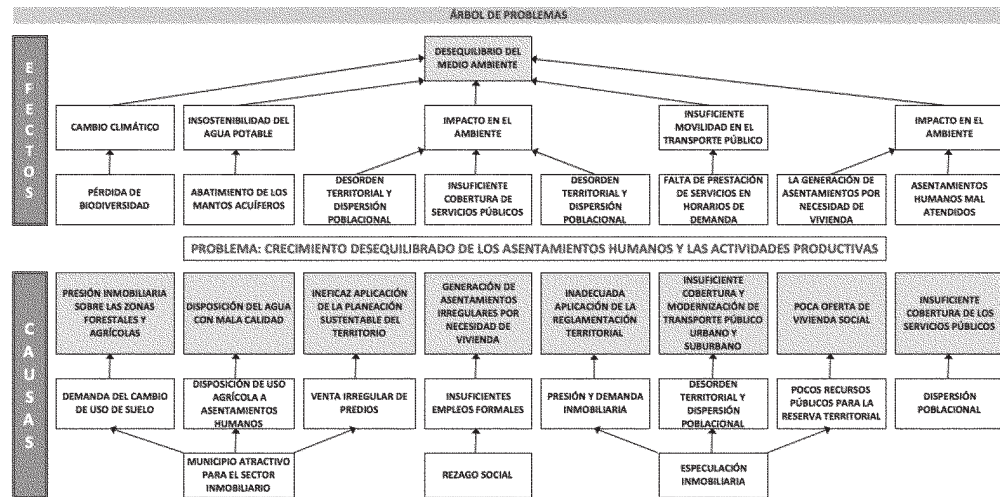 ÁRBOL DE PROBLEMAS
EFECTOS
DESEQUILIBRIO DEL
MEDIO AMBIENTE
CAMBIO CLIMÁTICO
INSOSTENIBILIDAD DEL
AGUA POTABLE
IMPACTO EN EL
AMBIENTE
INSUFICIENTE
MOVILIDAD EN EL
TRANSPORTE PÚBLICO
IMPACTO EN EL
AMBIENTE
PÉRDIDA DE
BIODIVERSIDAD
ABATIMIENTO DE LOS
MANTOS ACUÍFEROS
DESORDEN
TERRITORIAL Y
DISPERSIÓN
POBLACIONAL
INSUFICIENTE
COBERTURA DE
SERVICIOS PÚBLICOS
DESORDEN
TERRITORIAL Y
DISPERSIÓN
POBLACIONAL
FALTA DE PRESTACIÓN
DE SERVICIOS EN
HORARIOS DE
DEMANDA
LA GENERACIÓN DE
ASENTAMIENTOS POR
NECESIDAD DE
VIVIENDA
ASENTAMIENTOS
HUMANOS MAL
ATENDIDOS
PROBLEMA: CRECIMIENTO DESEQUILIBRADO DE LOS ASENTAMIENTOS HUMANOS Y LAS ACTIVIDADES PRODUCTIVAS
CAUSAS
PRESIÓN INMOBILIARIA
SOBRE LAS ZONAS
FORESTALES Y
AGRÍCOLAS
DISPOSICIÓN DEL AGUA
CON MALA CALIDAD
INEFICAZ APLICACIÓN
DE LA PLANEACIÓN
SUSTENTABLE DEL
TERRITORIO
GENERACIÓN DE
ASENTAMIENTOS
IRREGULARES POR
NECESIDAD DE
VIVIENDA
INADECUADA
APLICACIÓN DE LA
REGLAMENTACIÓN
TERRITORIAL
INSUFICIENTE
COBERTURA Y
MODERNIZACIÓN DE
TRANSPORTE PÚBLICO
URBANO Y
SUBURBANO
POCA OFERTA DE
VIVIENDA SOCIAL
INSUFICIENTE
COBERTURA DE LOS
SERVICIOS PÚBLICOS
DEMANDA DEL CAMBIO
DE USO DE SUELO
DISPOSICIÓN DE USO
AGRÍCOLA A
ASENTAMIENTOS
HUMANOS
VENTA IRREGULAR DE
PREDIOS
INSUFICIENTES
EMPLEOS FORMALES
PRESIÓN Y DEMANDA
INMOBILIARIA
DESORDEN
TERRITORIAL Y
DISPERSIÓN
POBLACIONAL
POCOS RECURSOS
PÚBLICOS PARA LA
RESERVA TERRITORIAL
DISPERSIÓN
POBLACIONAL
MUNICIPIO ATRACTIVO
PARA EL SECTOR
INMOBILIARIO
REZAGO SOCIAL
ESPECULACIÓN
INMOBILIARIA